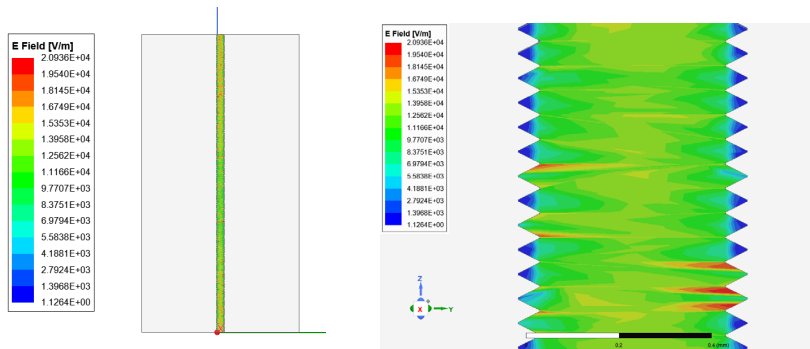 E Field [V/m]
2.0936E+04
1.9540E+04
1.8145E+04
1.6749E+04
1.5353E+04
1.3958E+04
1.2562E+04
1.1166E+04
9.7707E+03
8.3751E+03
6.9794E+03
5.5838E+03
4.1881E+03
2.7924E+03
1.3968E+03
1.1264E+00
E Field [V/m]
2.0936E+04
1.9540E+04
1.8145E+04
1.6749E+04
1.5353E+04
1.3958E+04
1.2562E+04
1.1166E+04
9.7707E+03
8.3751E+03
6.9794E+03
5.5838E+03
4.1881E+03
2.7924E+03
1.3968E+03
1.1264E+00
Z
X
Y
0.2
0.4 (mm)